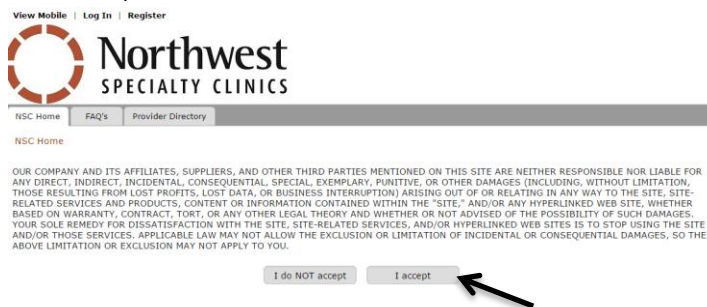 View Mobile | Log In | Register
Northwest
SPECIALTY CLINICS
NSC Home FAQ's Provider Directory
NSC Home
OUR COMPANY AND ITS AFFILIATES, SUPPLIERS, AND OTHER THIRD PARTIES MENTIONED ON THIS SITE ARE NEITHER RESPONSIBLE NOR LIABLE FOR
ANY DIRECT, INDIRECT, INCIDENTAL, CONSEQUENTIAL, SPECIAL, EXEMPLARY, PUNITIVE, OR OTHER DAMAGES (INCLUDING, WITHOUT LIMITATION,
THOSE RESULTING FROM LOST PROFITS, LOST DATA, OR BUSINESS INTERRUPTION) ARISING OUT OF OR RELATING IN ANY WAY TO THE SITE, SITE-
RELATED SERVICES AND PRODUCTS, CONTENT OR INFORMATION CONTAINED WITHIN THE "SITE," AND/OR ANY HYPERLINKED WEB SITE, WHETHER
BASED ON WARRANTY, CONTRACT, TORT, OR ANY OTHER LEGAL THEORY AND WHETHER OR NOT ADVISED OF THE POSSIBILITY OF SUCH DAMAGES.
YOUR SOLE REMEDY FOR DISSATISFACTION WITH THE SITE, SITE-RELATED SERVICES, AND/OR HYPERLINKED WEB SITES IS TO STOP USING THE SITE
AND/OR THOSE SERVICES. APPLICABLE LAW MAY NOT ALLOW THE EXCLUSION OR LIMITATION OF INCIDENTAL OR CONSEQUENTIAL DAMAGES, SO THE
ABOVE LIMITATION OR EXCLUSION MAY NOT APPLY TO YOU.
I do NOT accept I accept